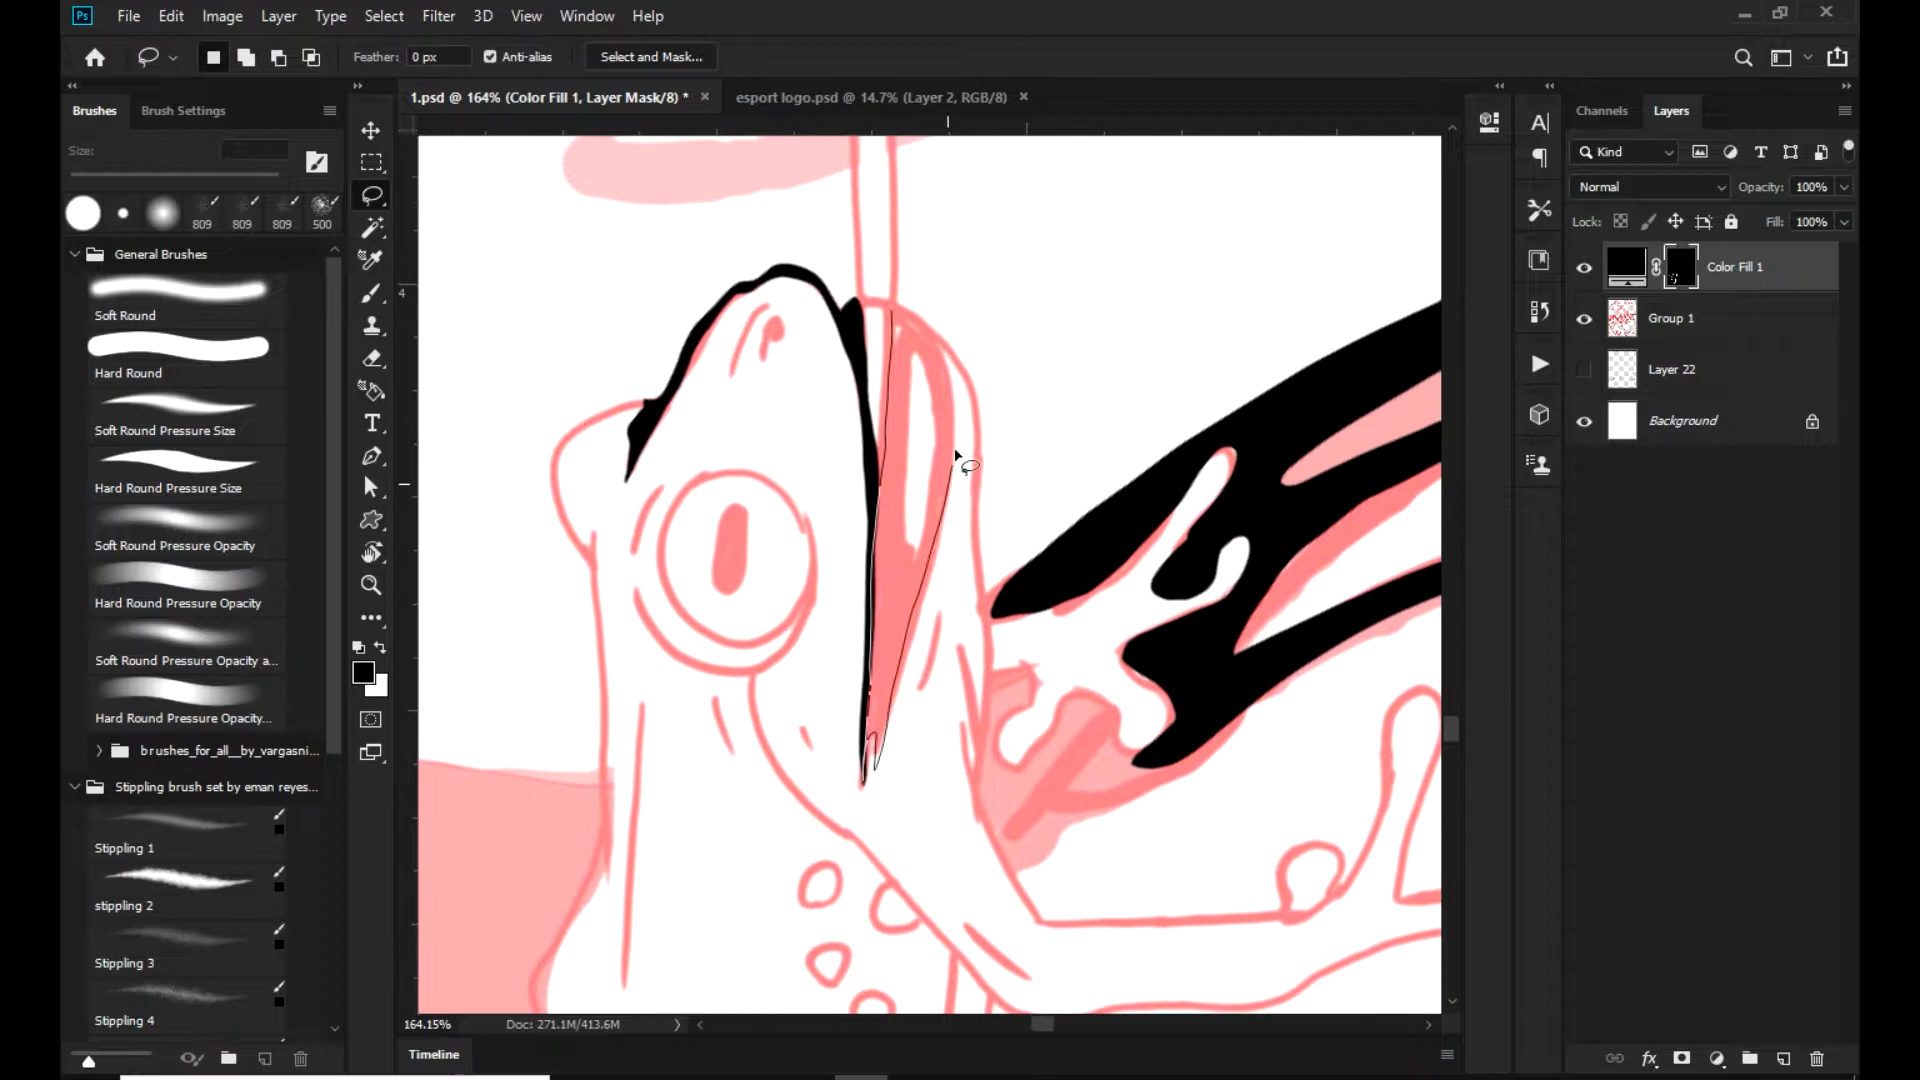 Ps File Edit Image Layer Type Select Filter 3D View Window Help
Feather: 0 px Anti-alias Select and Mask...
Brushes Brush Settings
1.psd @ 164% (Color Fill 1, Layer Mask/8) * × esport logo.psd @ 14.7% (Layer 2, RGB/8) ×
Channels Layers
Size:
Kind
Normal Opacity: 100%
Lock: Fill: 100%
809 809 809 500
General Brushes
Soft Round
Hard Round
Soft Round Pressure Size
Hard Round Pressure Size
Soft Round Pressure Opacity
Hard Round Pressure Opacity
Soft Round Pressure Opacity a...
Hard Round Pressure Opacity...
brushes_for_all__by_vargasni...
Stippling brush set by eman reyes...
Stippling 1
stippling 2
Stippling 3
Stippling 4
4
Color Fill 1
Group 1
Layer 22
Background
164.15% Doc: 271.1M/413.6M
Timeline
fx